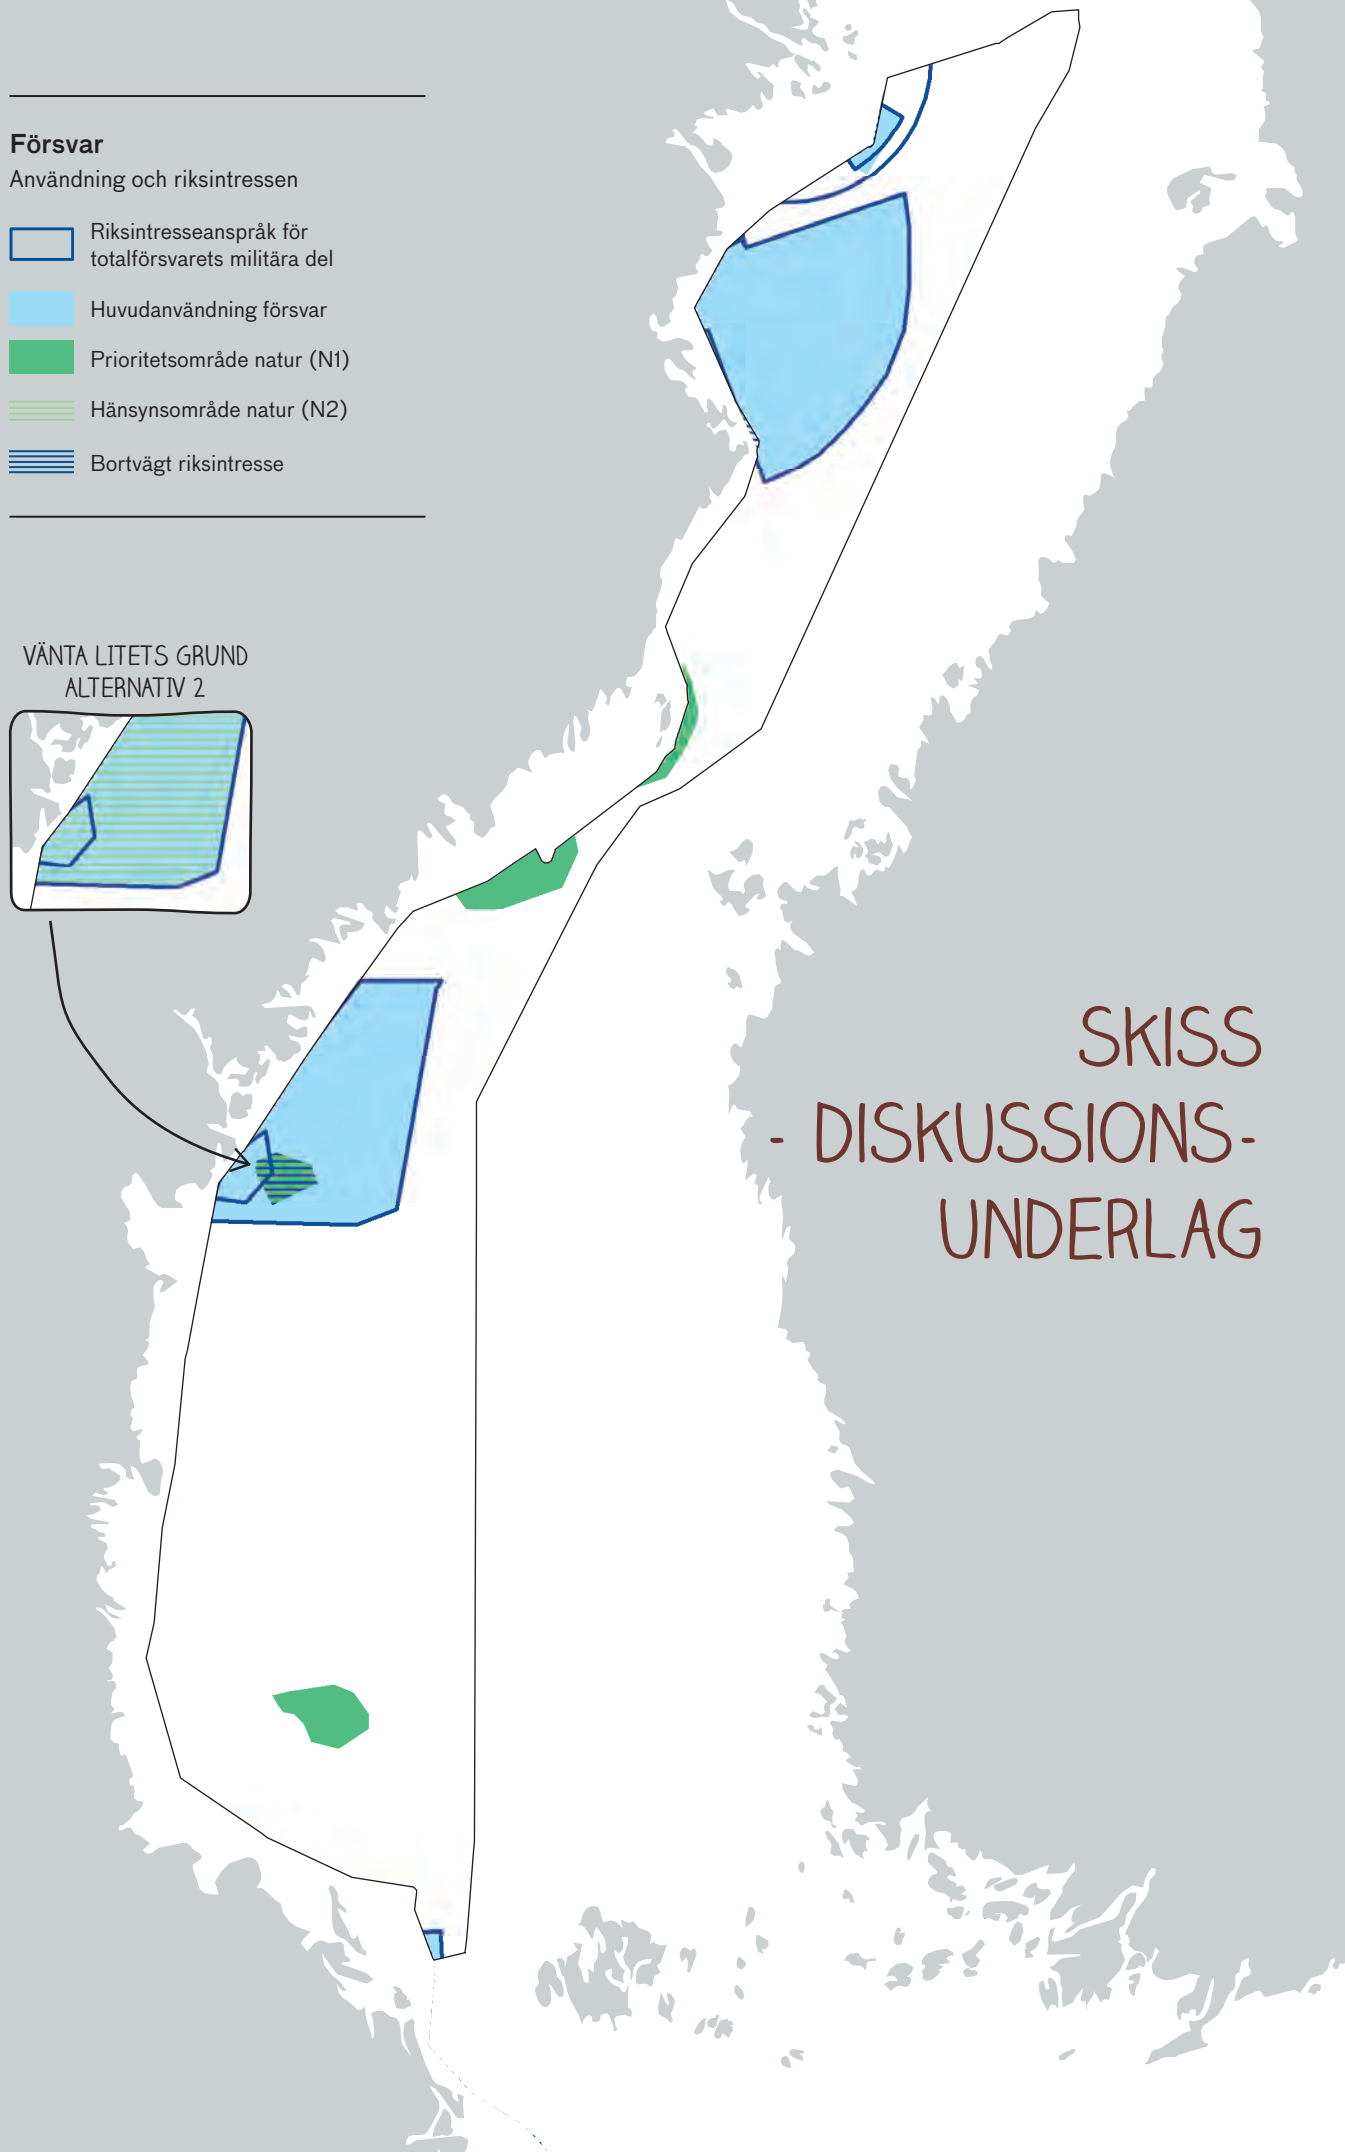 Försvar
Användning och riksintressen
Riksintresseanspråk för
totalförsvarets militära del
Huvudanvändning försvar
Prioritetsområde natur (N1)
Hänsynsområde natur (N2)
Bortvägt riksintresse
VÄNTA LITETS GRUND
ALTERNATIV 2
SKISS
- DISKUSSIONS-
UNDERLAG